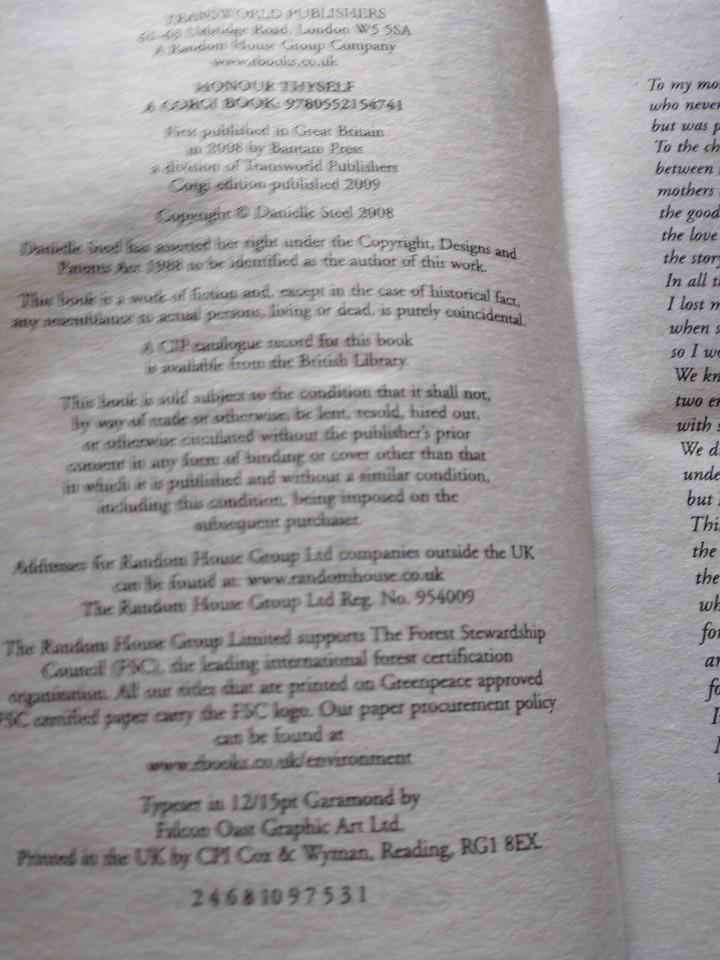 TRANSWORLD PUBLISHERS
61–63 Uxbridge Road, London W5 5SA
A Random House Group Company
www.rbooks.co.uk
HONOUR THYSELF
A CORGI BOOK: 9780552154741
First published in Great Britain
in 2008 by Bantam Press
a division of Transworld Publishers
Corgi edition published 2009
Copyright © Danielle Steel 2008
Danielle Steel has asserted her right under the Copyright, Designs and
Patents Act 1988 to be identified as the author of this work.
This book is a work of fiction and, except in the case of historical fact,
any resemblance to actual persons, living or dead, is purely coincidental.
A CIP catalogue record for this book
is available from the British Library.
This book is sold subject to the condition that it shall not,
by way of trade or otherwise, be lent, resold, hired out,
or otherwise circulated without the publisher's prior
consent in any form of binding or cover other than that
in which it is published and without a similar condition,
including this condition, being imposed on the
subsequent purchaser.
Addresses for Random House Group Ltd companies outside the UK
can be found at: www.randomhouse.co.uk
The Random House Group Ltd Reg. No. 954009
The Random House Group Limited supports The Forest Stewardship
Council (FSC), the leading international forest certification
organisation. All our titles that are printed on Greenpeace approved
FSC certified paper carry the FSC logo. Our paper procurement policy
can be found at
www.rbooks.co.uk/environment
Typeset in 12/15pt Garamond by
Falcon Oast Graphic Art Ltd.
Printed in the UK by CPI Cox & Wyman, Reading, RG1 8EX.
2 4 6 8 10 9 7 5 3 1
To my
who never
but was
To the
between
mothers
the good
the love
the story
In all
I lost
when
so I
We
two
with
We
but
This
the
the